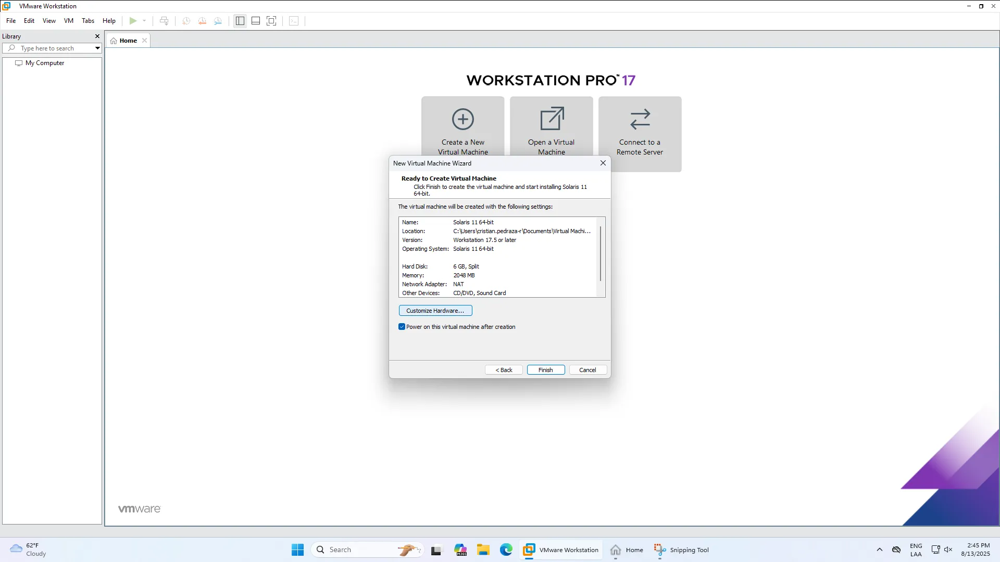 VMware Workstation
File Edit View VM Tabs Help
Library
Type here to search
My Computer
Home
WORKSTATION PRO™ 17
Create a New
Virtual Machine
Open a Virtual
Machine
Connect to a
Remote Server
New Virtual Machine Wizard
Ready to Create Virtual Machine
Click Finish to create the virtual machine and start installing Solaris 11
64-bit.
The virtual machine will be created with the following settings:
Name: Solaris 11 64-bit
Location: C:\Users\cristian.pedraza-r\Documents\Virtual Machi...
Version: Workstation 17.5 or later
Operating System: Solaris 11 64-bit
Hard Disk: 6 GB, Split
Memory: 2048 MB
Network Adapter: NAT
Other Devices: CD/DVD, Sound Card
Customize Hardware...
Power on this virtual machine after creation
< Back Finish Cancel
vmware
62°F
Cloudy
Search
M365
VMware Workstation
Home
Snipping Tool
ENG
LAA
2:45 PM
8/13/2025